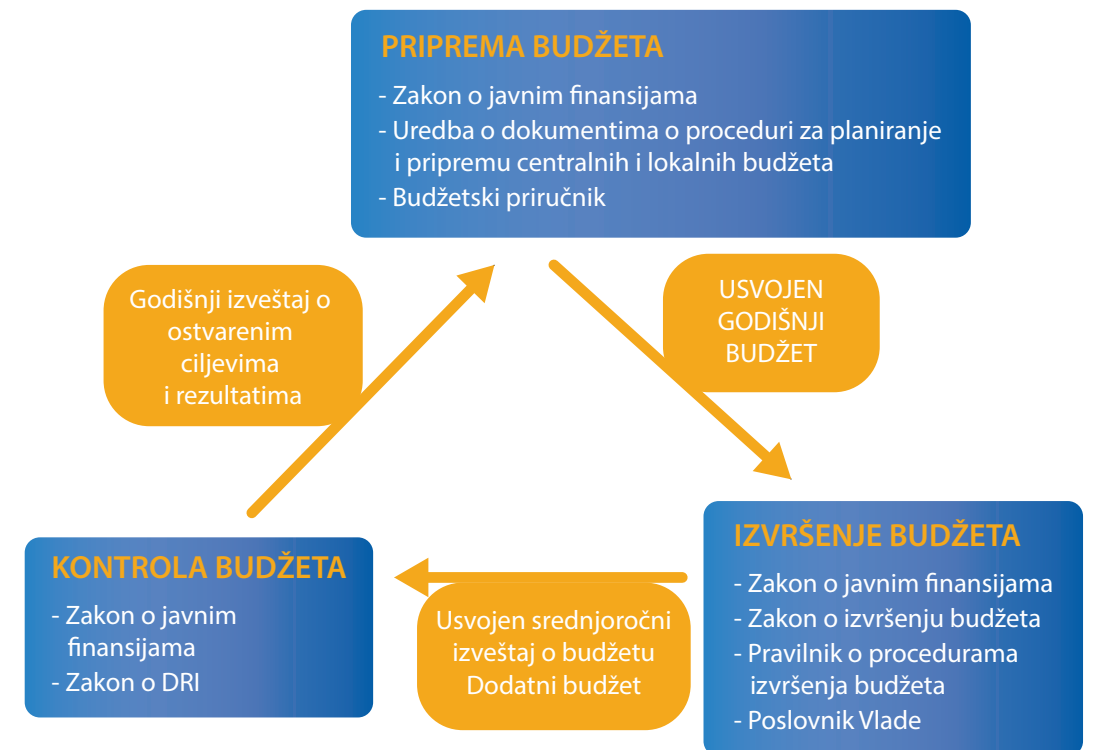 PRIPREMA BUDŽETA
- Zakon o javnim finansijama
- Uredba o dokumentima o proceduri za planiranje
i pripremu centralnih i lokalnih budžeta
- Budžetski priručnik
Godišnji izveštaj o
ostvarenim
ciljevima
i rezultatima
USVOJEN
GODIŠNJI
BUDŽET
KONTROLA BUDŽETA
- Zakon o javnim
finansijama
- Zakon o DRI
Usvojen srednjoročni
izveštaj o budžetu
Dodatni budžet
IZVRŠENJE BUDŽETA
- Zakon o javnim finansijama
- Zakon o izvršenju budžeta
- Pravilnik o procedurama
izvršenja budžeta
- Poslovnik Vlade